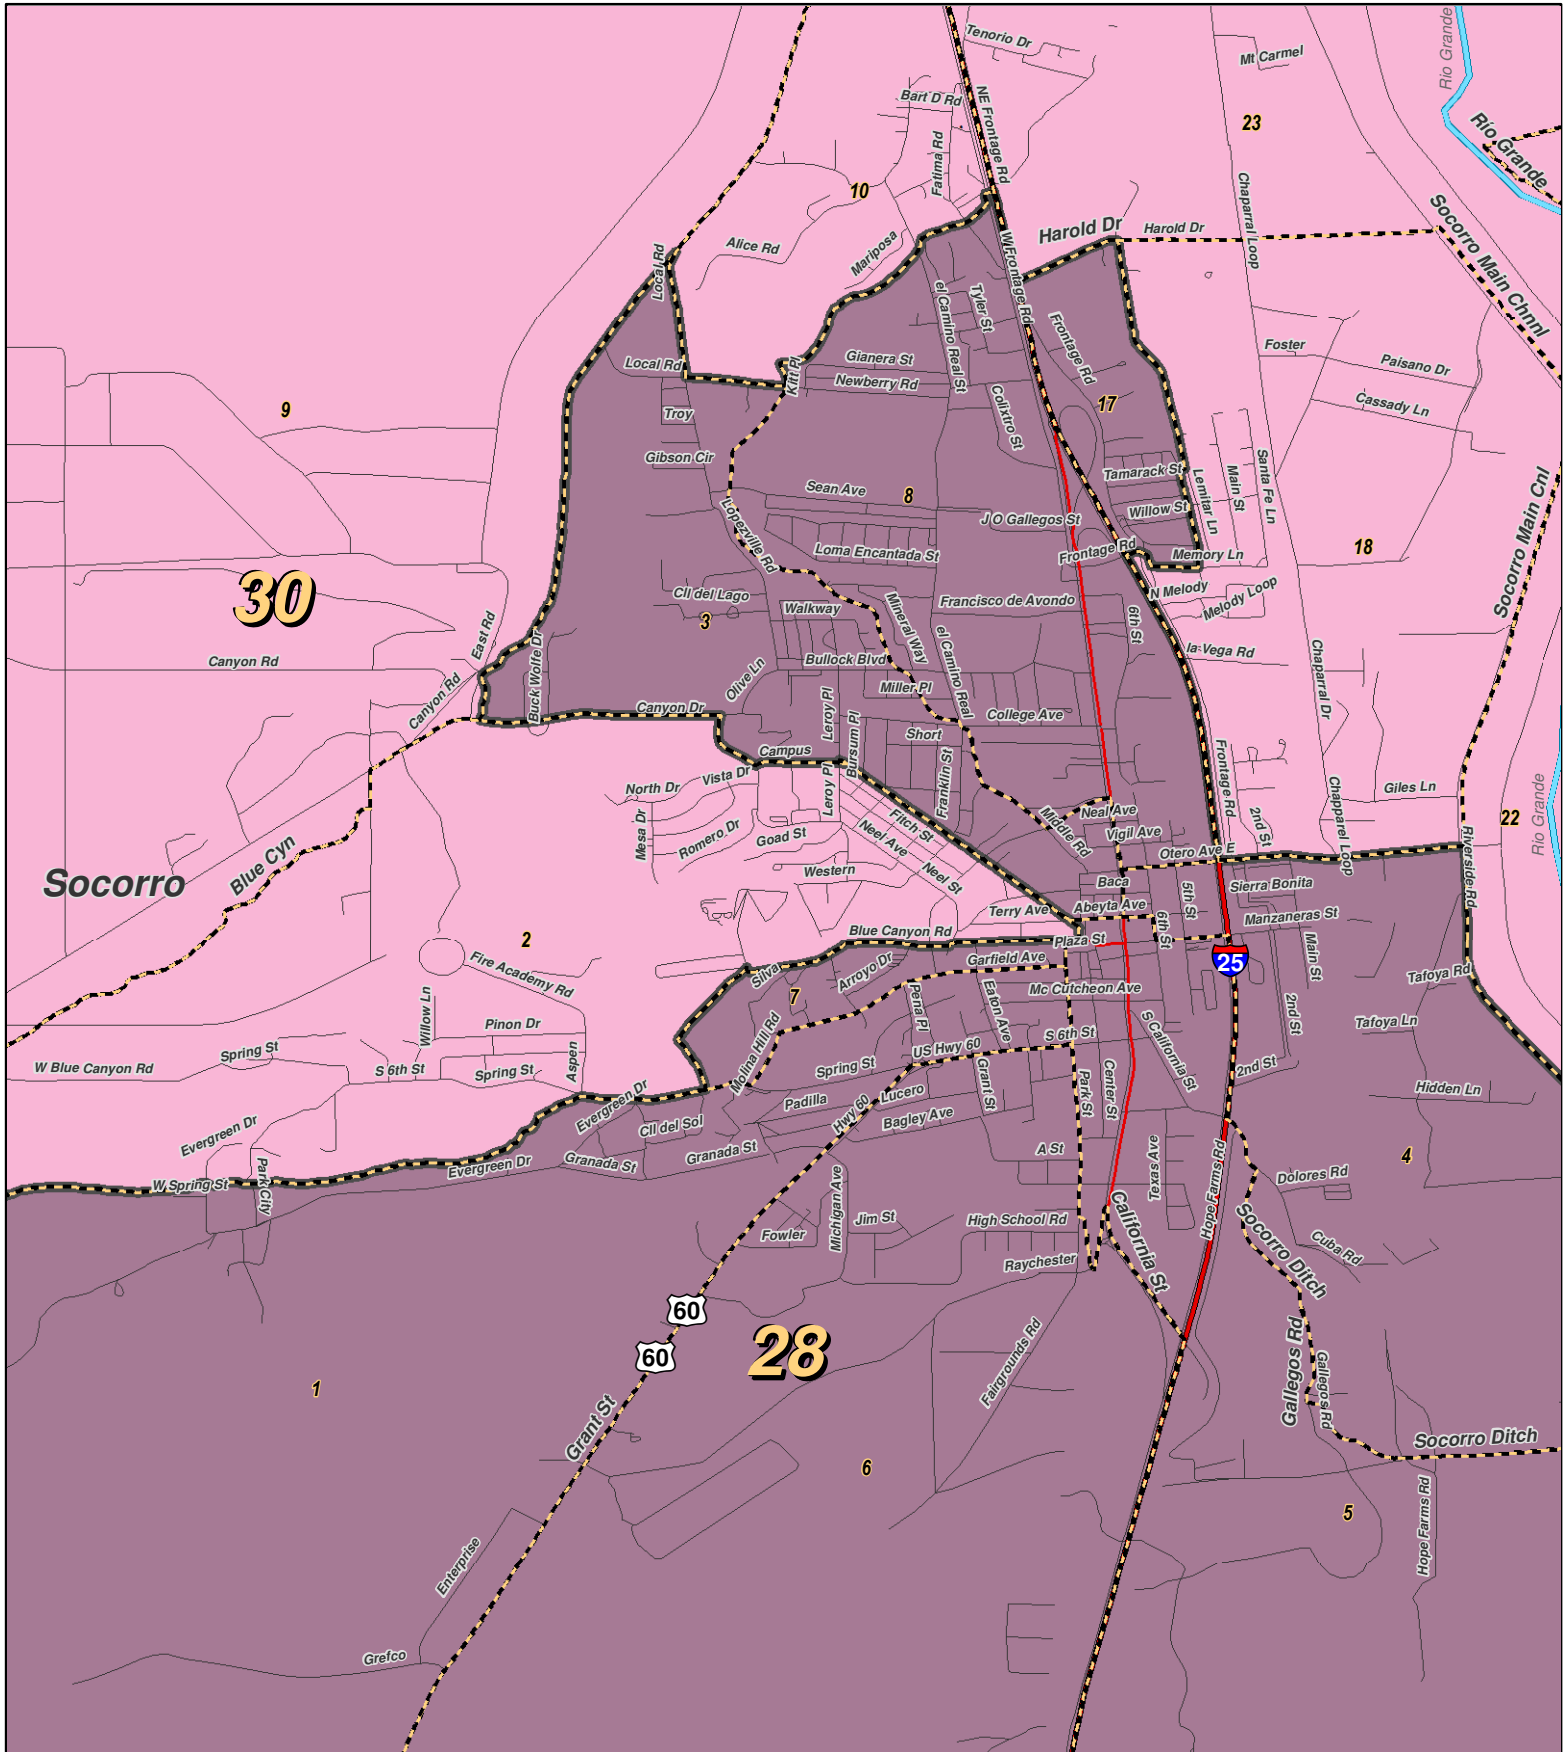 Tenorio Dr
Mt Carmel
Rio Grande
Bart D Rd
NE Frontage Rd
23
Río Grande
Fatima Rd
10
Chaparral Loop
Socorro Main Chnnl
Harold Dr
Harold Dr
Mariposa
Alice Rd
W Frontage Rd
Local Rd
el Camino Real St
Tyler St
Frontage Rd
Foster
Paisano Dr
Gianera St
Local Rd
Kitt Pl
Newberry Rd
17
Cassady Ln
9
Troy
Colixtro St
Gibson Cir
Tamarack St
Lemitar Ln
Main St
Santa Fe Ln
Sean Ave
8
Willow St
Socorro Main Cnl
Lopezville Rd
J O Gallegos St
Loma Encantada St
Frontage Rd
Memory Ln
18
30
Cll del Lago
N Melody
Melody Loop
Walkway
Mineral Way
Francisco de Avondo
6th St
3
East Rd
la Vega Rd
Canyon Rd
Buck Wolfe Dr
Bullock Blvd
el Camino Real
Chaparral Dr
Olive Ln
Miller Pl
Canyon Rd
Canyon Dr
Leroy Pl
College Ave
Short
Bursum Pl
Campus
Frontage Rd
Vista Dr
Leroy Pl
Franklin St
North Dr
Giles Ln
Chapparel Loop
Rio Grande
22
Mesa Dr
Romero Dr
Goad St
Fitch St
Neel Ave
Middle Rd
Neal Ave
2nd St
Vigil Ave
Riverside Rd
Otero Ave E
Blue Cyn
Western
Neel St
Baca
5th St
Sierra Bonita
Socorro
Terry Ave
Abeyta Ave
6th St
Manzaneras St
Blue Canyon Rd
Plaza St
Main St
2
Silva
Arroyo Dr
Garfield Ave
25
Tafoya Rd
Fire Academy Rd
7
Mc Cutcheon Ave
Pena Pl
Eaton Ave
2nd St
Willow Ln
Pinon Dr
Molina Hill Rd
US Hwy 60
S 6th St
S California St
Tafoya Ln
Spring St
W Blue Canyon Rd
S 6th St
Spring St
Aspen
Spring St
2nd St
Grant St
Park St
Center St
Padilla
Hwy 60
Lucero
Bagley Ave
Hidden Ln
Evergreen Dr
Evergreen Dr
Cll del Sol
Granada St
Granada St
A St
Texas Ave
4
Evergreen Dr
W Spring St
Park City
Hope Farms Rd
Dolores Rd
Michigan Ave
Jim St
High School Rd
California St
Socorro Ditch
Fowler
Cuba Rd
Raychester
60
60
28
Fairgrounds Rd
Gallegos Rd
Gallegos Rd
1
Grant St
Socorro Ditch
6
Hope Farms Rd
5
Enterprise
Grefco